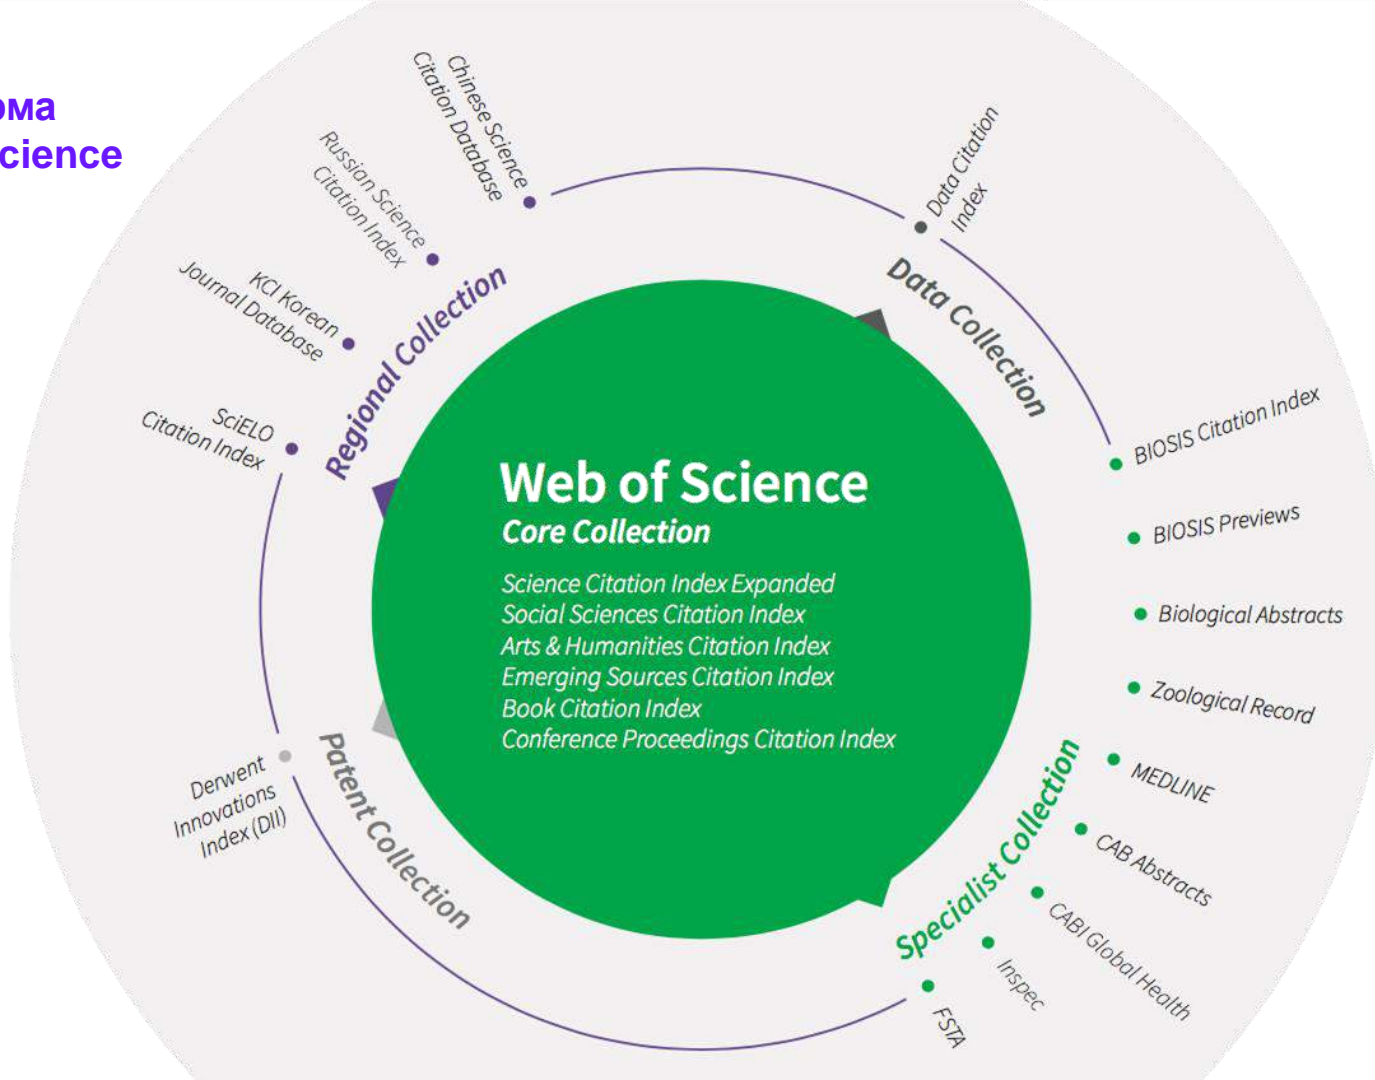 рма
cience
Chinese Science
Citation Database
Russian Science
Citation Index
KCI Korean
Journal Database
SciELO
Citation Index
Regional Collection
Data Citation
Index
Data Collection
Web of Science
Core Collection
Science Citation Index Expanded
Social Sciences Citation Index
Arts & Humanities Citation Index
Emerging Sources Citation Index
Book Citation Index
Conference Proceedings Citation Index
BIOSIS Citation Index
BIOSIS Previews
Biological Abstracts
Zoological Record
MEDLINE
CAB Abstracts
CABI Global Health
Inspec
FSTA
Specialist Collection
Derwent
Innovations
Index (DII)
Patent Collection